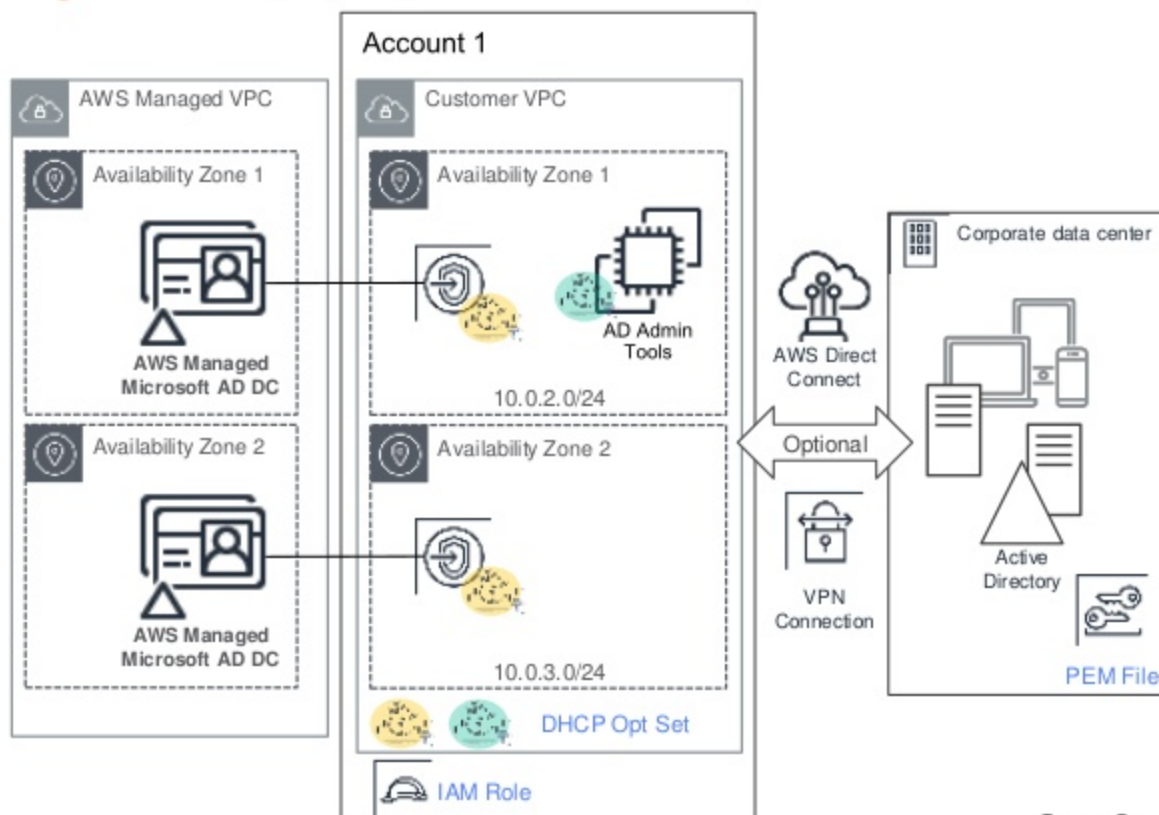 Account 1
AWS Managed VPC
Customer VPC
Availability Zone 1
Availability Zone 1
Corporate data center
AWS Managed
Microsoft AD DC
AD Admin
Tools
10.0.2.0/24
AWS Direct
Connect
Optional
Availability Zone 2
Availability Zone 2
AWS Managed
Microsoft AD DC
10.0.3.0/24
VPN
Connection
Active
Directory
PEM File
DHCP Opt Set
IAM Role